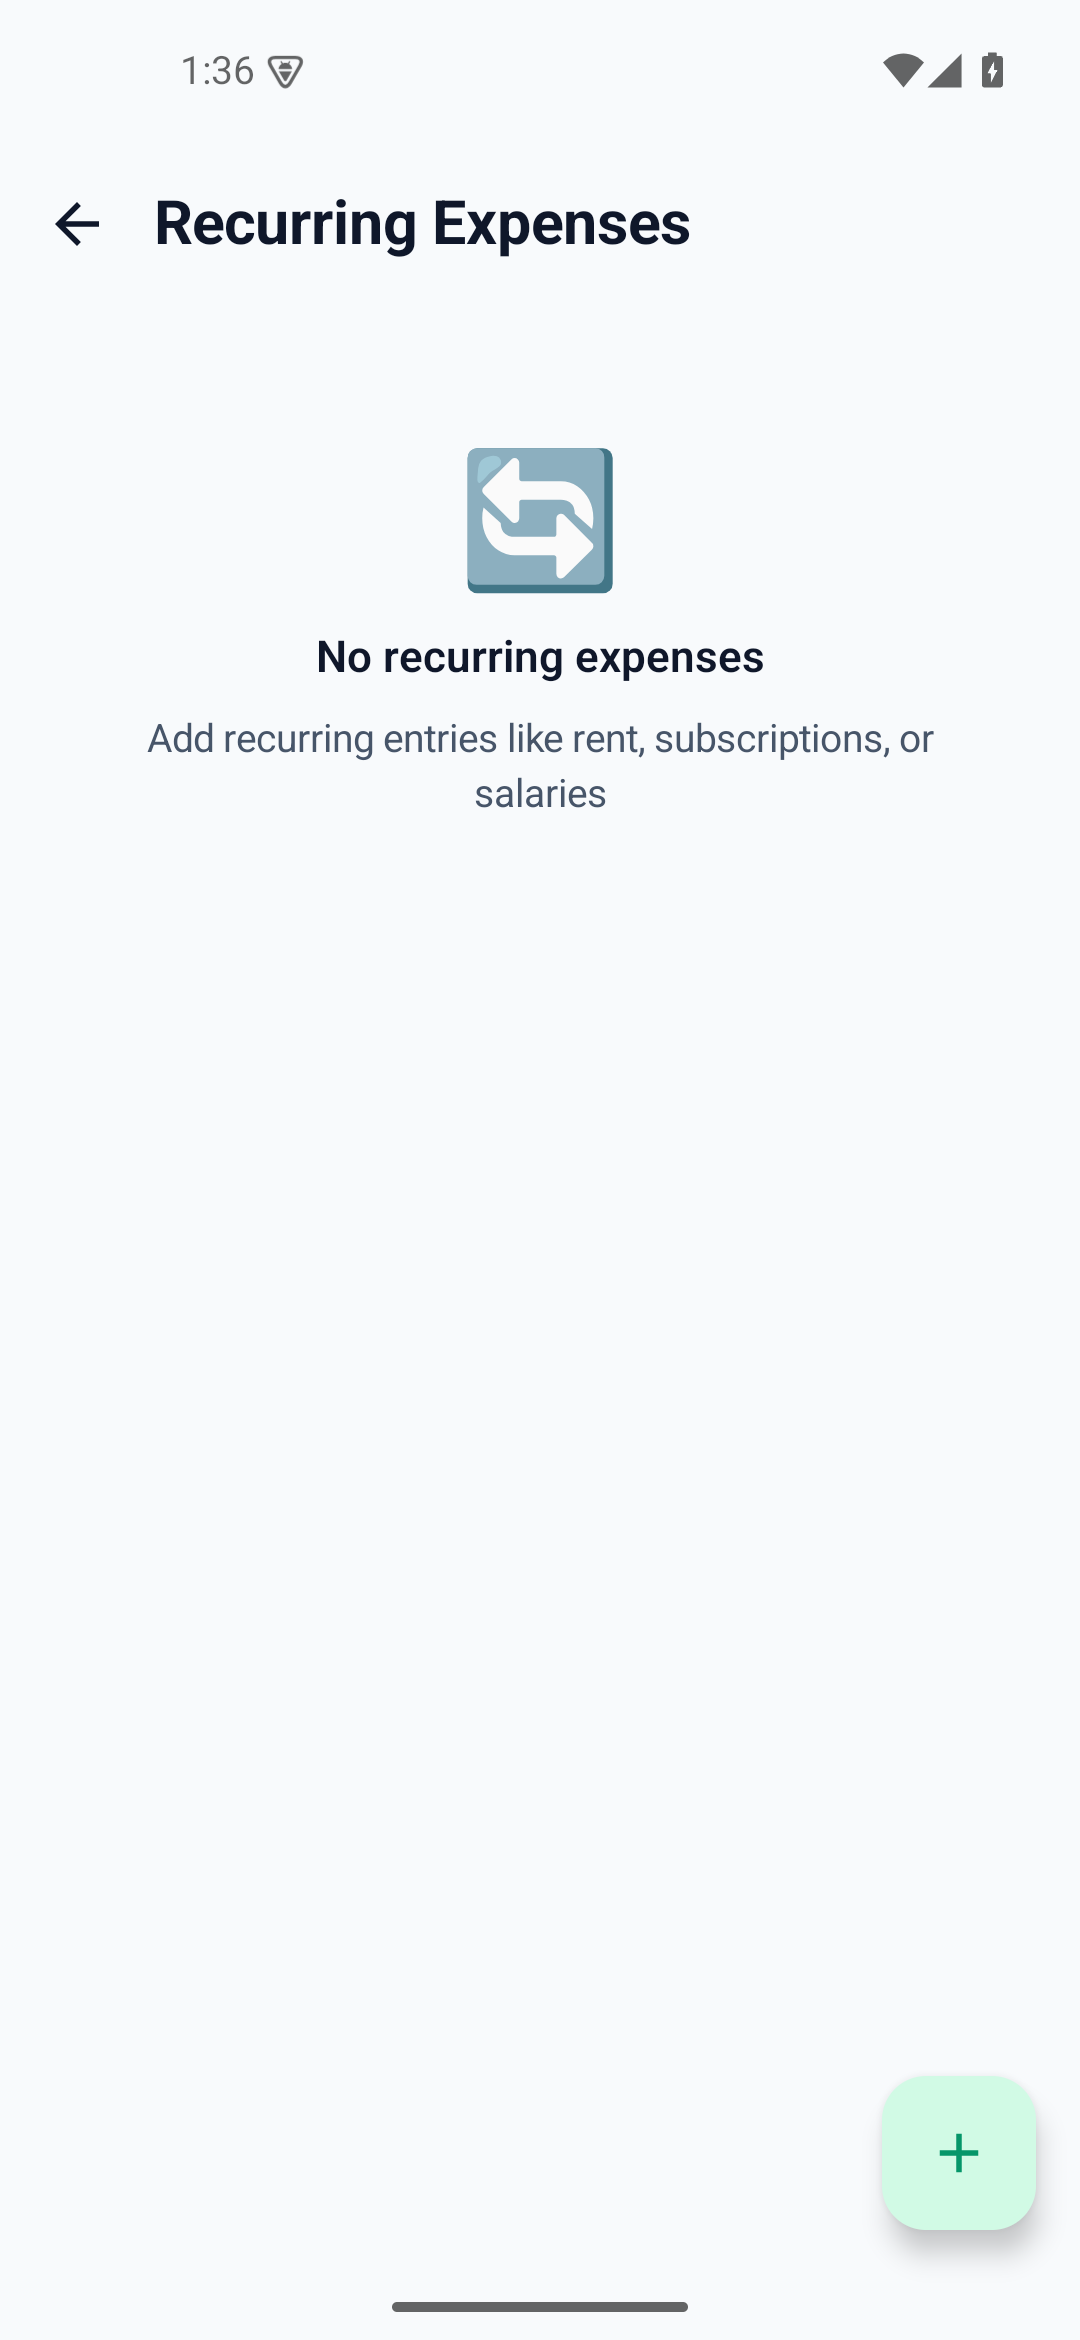 1:36
Recurring Expenses
No recurring expenses
Add recurring entries like rent, subscriptions, or
salaries